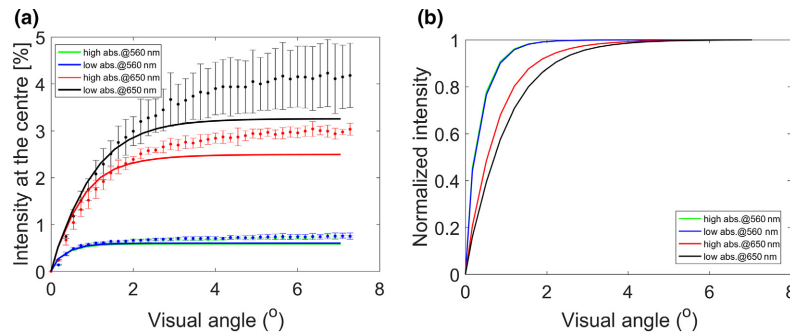 (a)
Intensity at the centre [%]
5
4
3
2
1
0
high abs.@560 nm
low abs.@560 nm
high abs.@650 nm
low abs.@650 nm
0 2 4 6 8
Visual angle (o)
(b)
Normalized intensity
1
0.8
0.6
0.4
0.2
0
high abs.@560 nm
low abs.@560 nm
high abs.@650 nm
low abs.@650 nm
0 2 4 6 8
Visual angle (o)